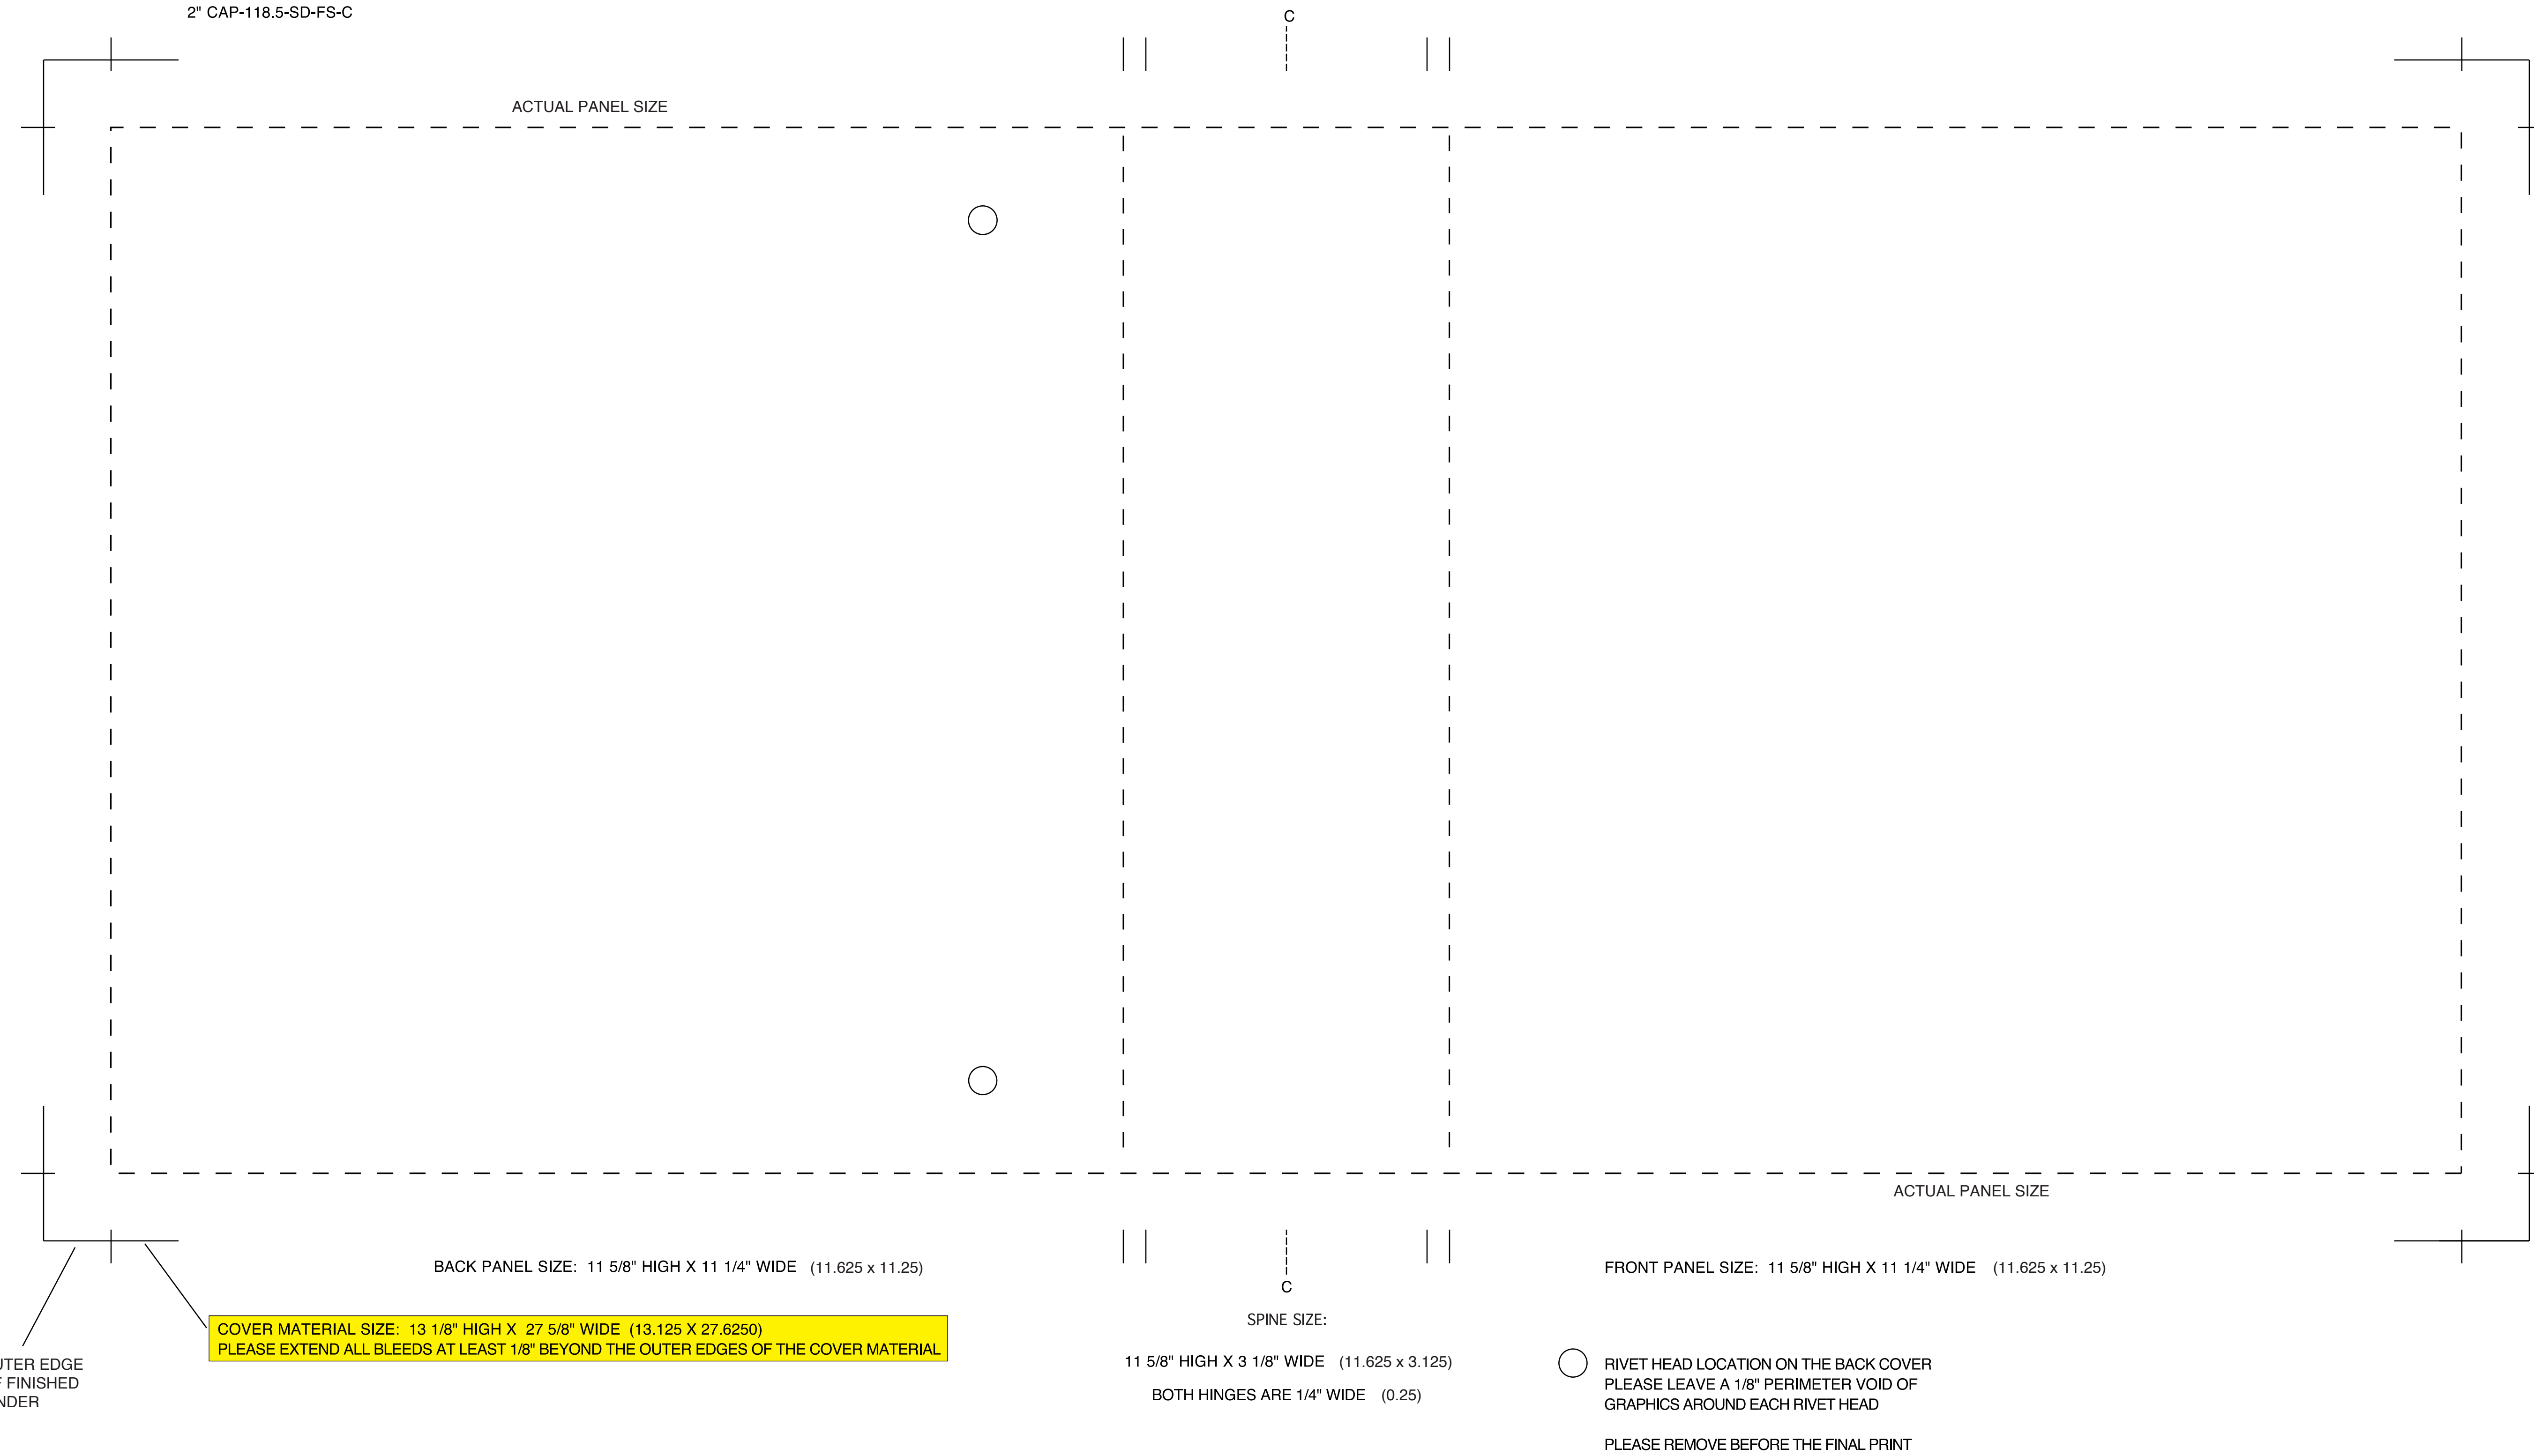 2" CAP-118.5-SD-FS-C
C
ACTUAL PANEL SIZE
ACTUAL PANEL SIZE
BACK PANEL SIZE: 11 5/8" HIGH X 11 1/4" WIDE (11.625 x 11.25)
COVER MATERIAL SIZE: 13 1/8" HIGH X 27 5/8" WIDE (13.125 X 27.6250)
PLEASE EXTEND ALL BLEEDS AT LEAST 1/8" BEYOND THE OUTER EDGES OF THE COVER MATERIAL
UTER EDGE
FINISHED
NDER
C
SPINE SIZE:
11 5/8" HIGH X 3 1/8" WIDE (11.625 x 3.125)
BOTH HINGES ARE 1/4" WIDE (0.25)
FRONT PANEL SIZE: 11 5/8" HIGH X 11 1/4" WIDE (11.625 x 11.25)
RIVET HEAD LOCATION ON THE BACK COVER
PLEASE LEAVE A 1/8" PERIMETER VOID OF
GRAPHICS AROUND EACH RIVET HEAD
PLEASE REMOVE BEFORE THE FINAL PRINT